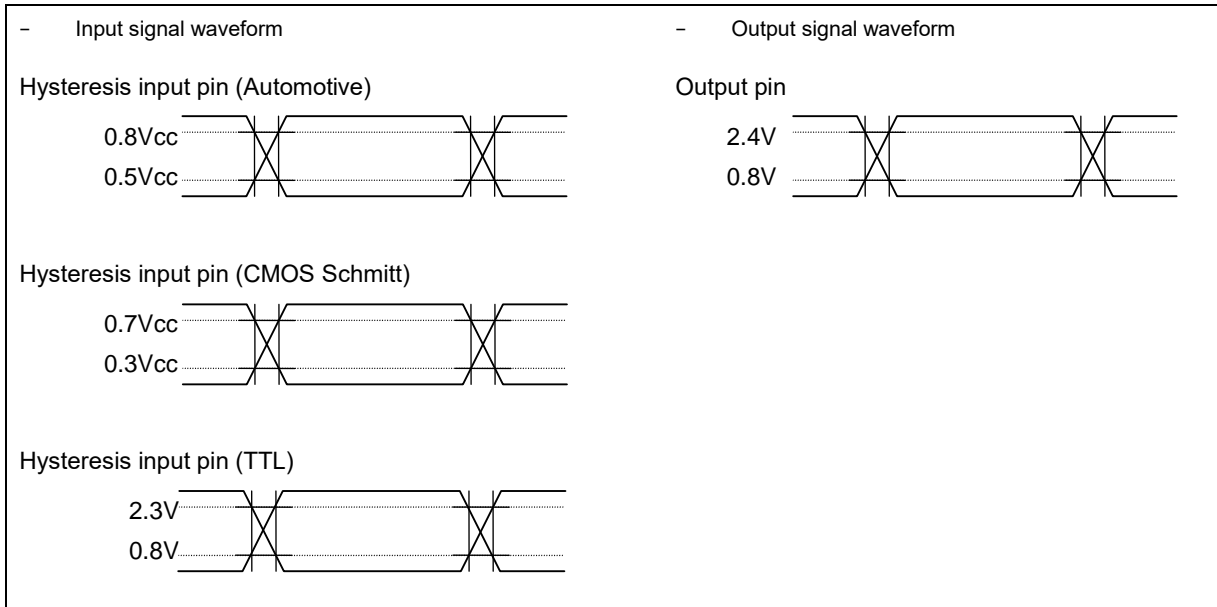 – Input signal waveform
– Output signal waveform
Hysteresis input pin (Automotive)
0.8Vcc
0.5Vcc
Output pin
2.4V
0.8V
Hysteresis input pin (CMOS Schmitt)
0.7Vcc
0.3Vcc
Hysteresis input pin (TTL)
2.3V
0.8V